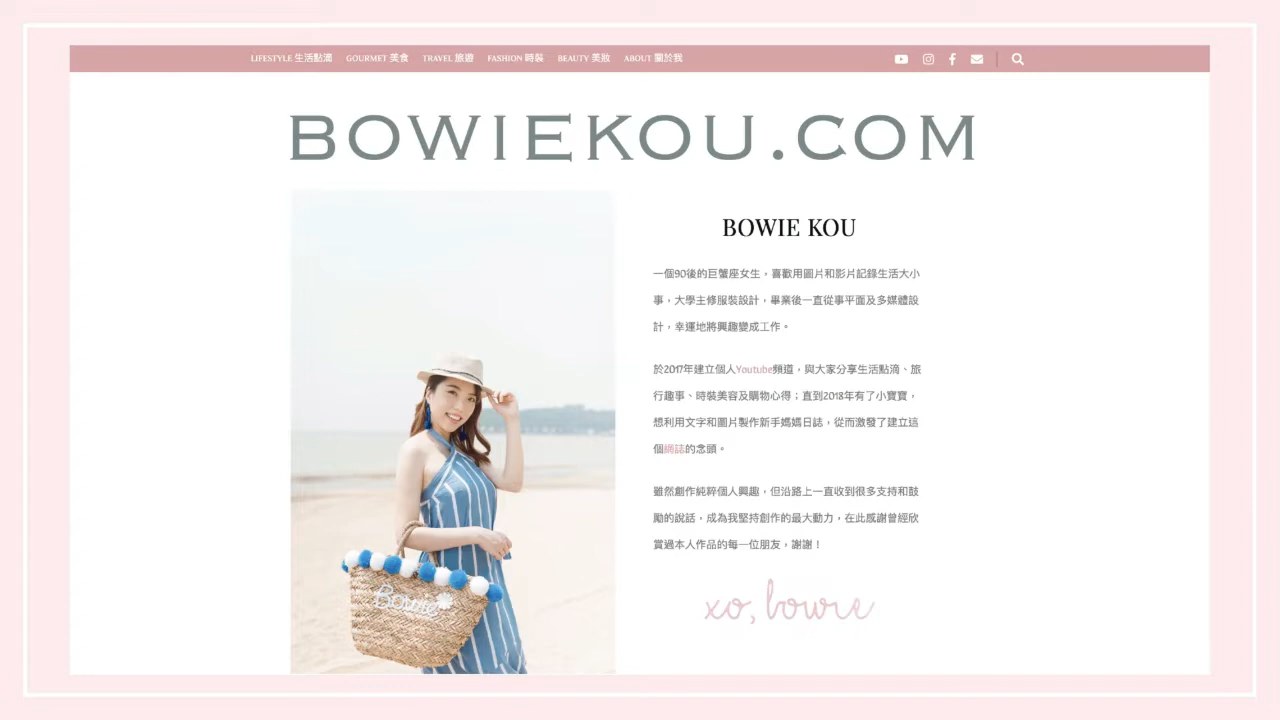 LIFESTYLE 生活點滴 GOURMET 美食 TRAVEL 旅遊 FASHION 時裝 BEAUTY 美妝 ABOUT 關於我
BOWIEKOU.COM
BOWIE KOU
一個90後的巨蟹座女生，喜歡用圖片和影片記錄生活大小
事，大學主修服裝設計，畢業後一直從事平面及多媒體設
計，幸運地將興趣變成工作。
於2017年建立個人Youtube頻道，與大家分享生活點滴、旅
行趣事、時裝美容及購物心得；直到2018年有了小寶寶，
想利用文字和圖片製作新手媽媽日誌，從而激發了建立這
個網誌的念頭。
雖然創作純粹個人興趣，但沿路上一直收到很多支持和鼓
勵的說話，成為我堅持創作的最大動力，在此感謝曾經欣
賞過本人作品的每一位朋友，謝謝！
Bowie
xo, bowie